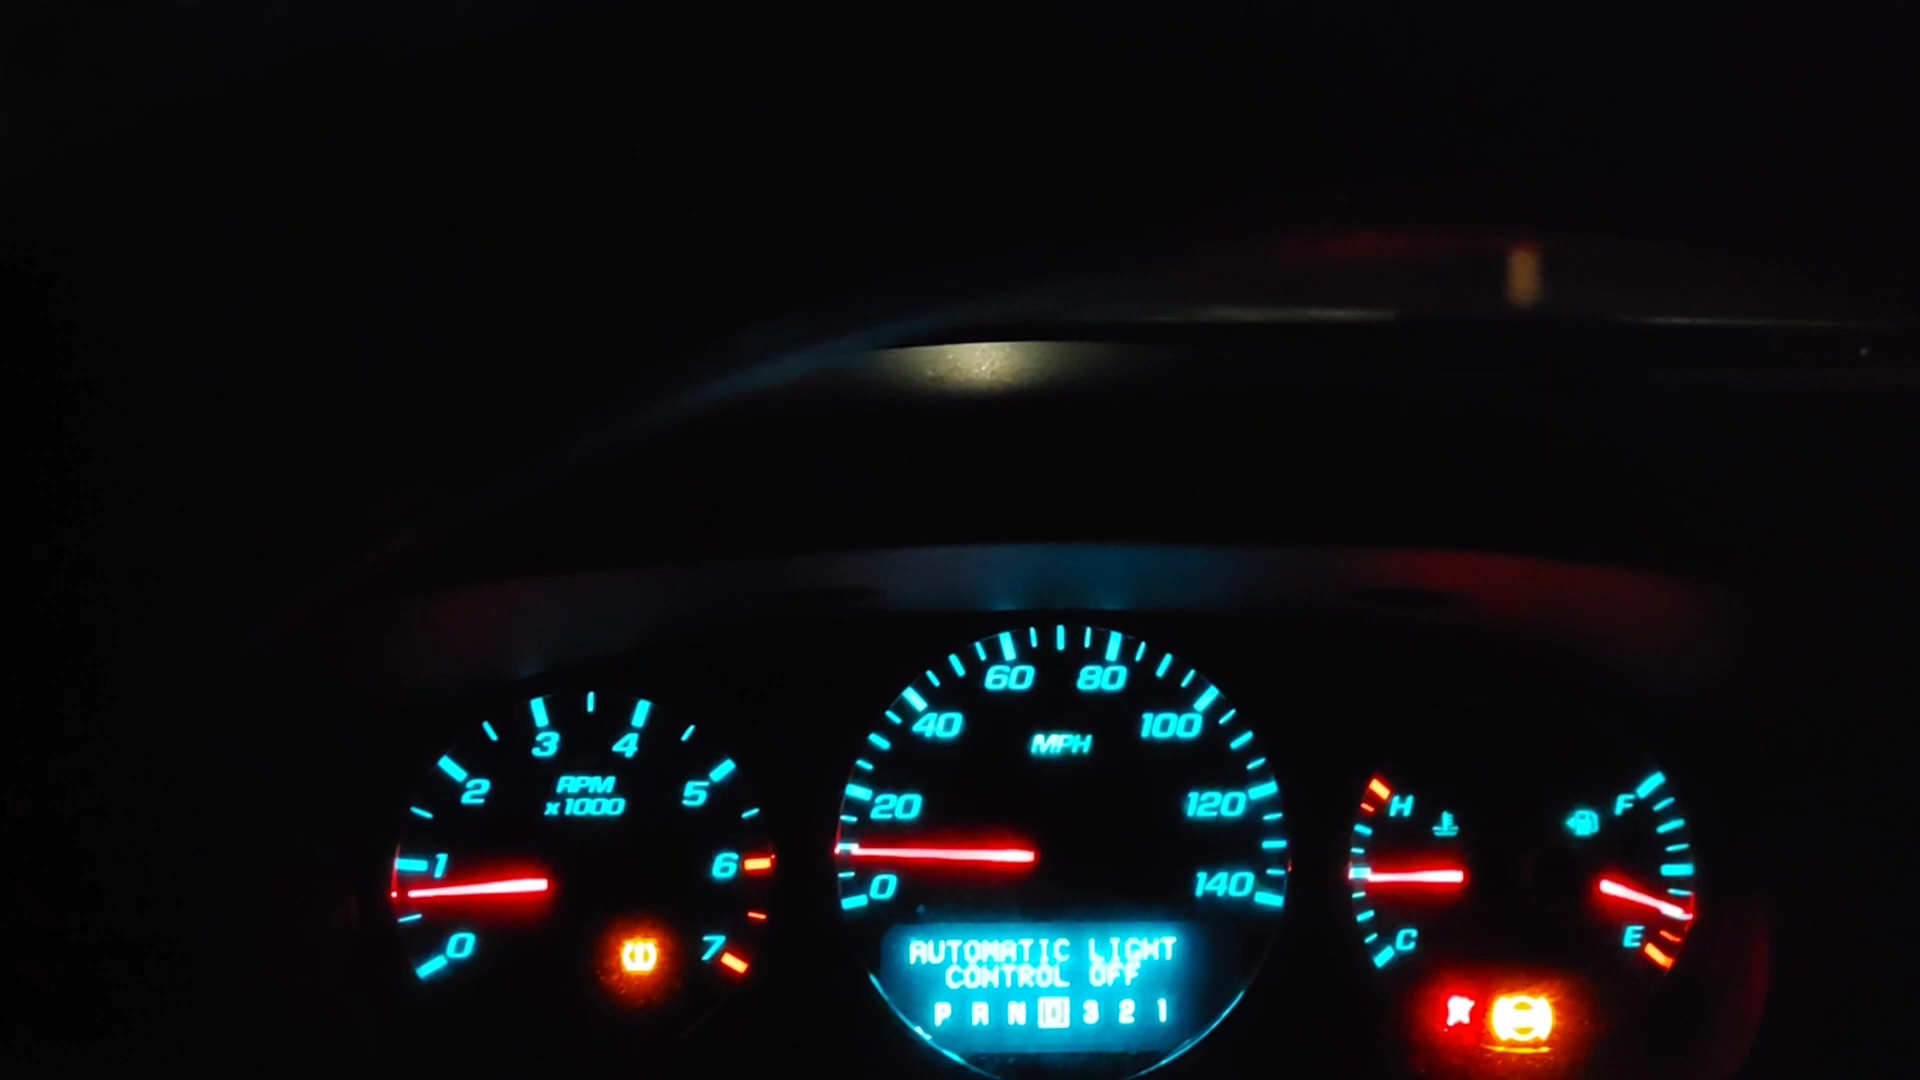 0 1 2 3 4 5 6 7
RPM
x1000
0 20 40 60 80 100 120 140
MPH
AUTOMATIC LIGHT
CONTROL OFF
P R N D 3 2 1
H
C
F
E